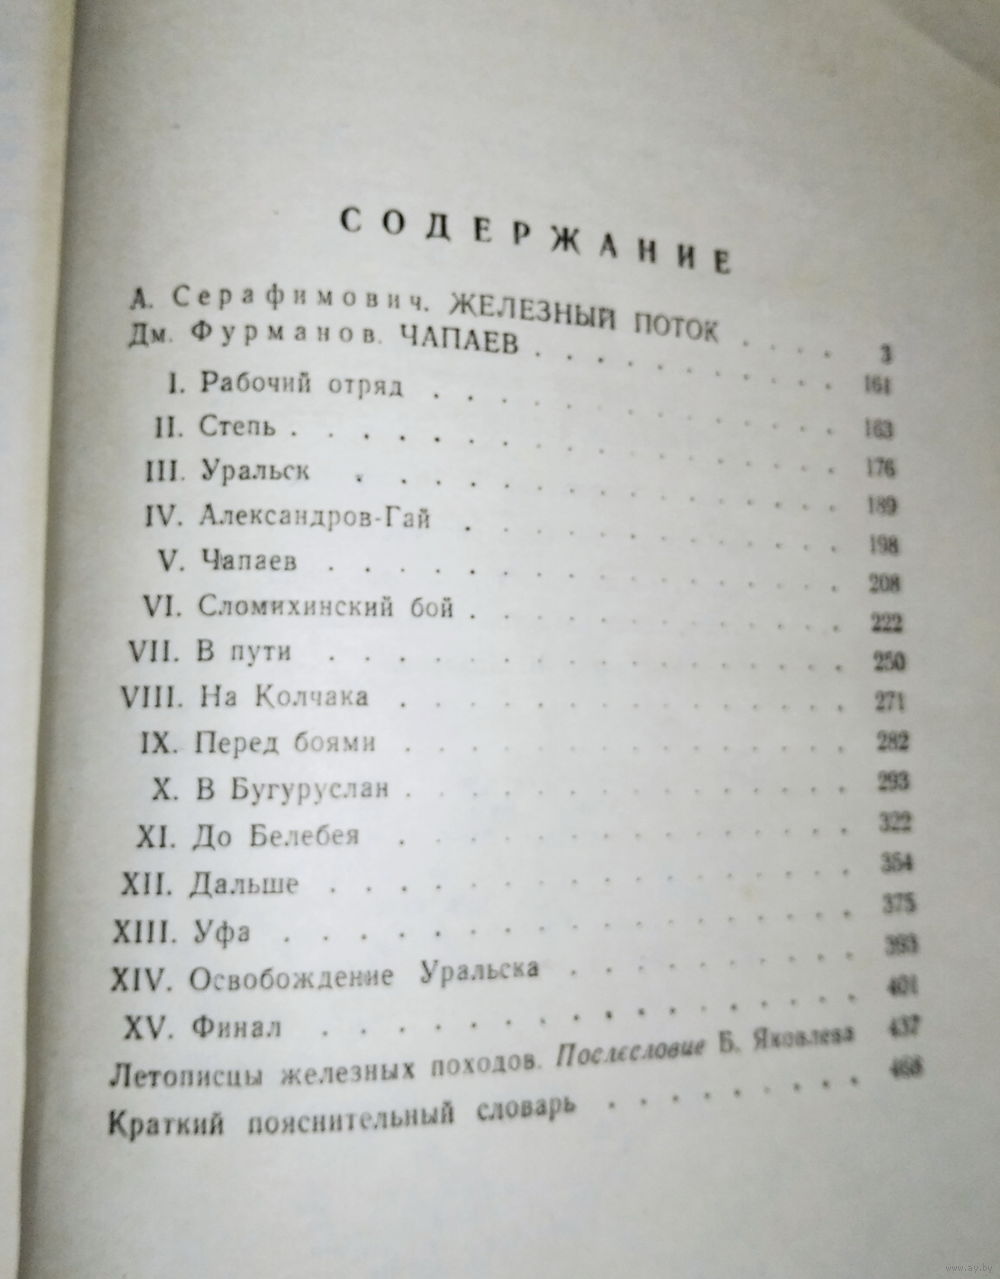 СОДЕРЖАНИЕ
А. Серафимович. ЖЕЛЕЗНЫЙ ПОТОК . . . . 3
Дм. Фурманов. ЧАПАЕВ . . . . . . . . . . 161
I. Рабочий отряд . . . . . . . . . . . . 163
II. Степь . . . . . . . . . . . . . . . . 176
III. Уральск . . . . . . . . . . . . . . 189
IV. Александров-Гай . . . . . . . . . . . 198
V. Чапаев . . . . . . . . . . . . . . . 208
VI. Сломихинский бой . . . . . . . . . . . 222
VII. В пути . . . . . . . . . . . . . . . 250
VIII. На Колчака . . . . . . . . . . . . . 271
IX. Перед боями . . . . . . . . . . . . . 282
X. В Бугуруслан . . . . . . . . . . . . . 293
XI. До Белебея . . . . . . . . . . . . . 322
XII. Дальше . . . . . . . . . . . . . . . 354
XIII. Уфа . . . . . . . . . . . . . . . . 375
XIV. Освобождение Уральска . . . . . . . . 393
XV. Финал . . . . . . . . . . . . . . . 401
Летописцы железных походов. Послесловие Б. Яковлева 437
Краткий пояснительный словарь . . . . . . . .
www.ay.by